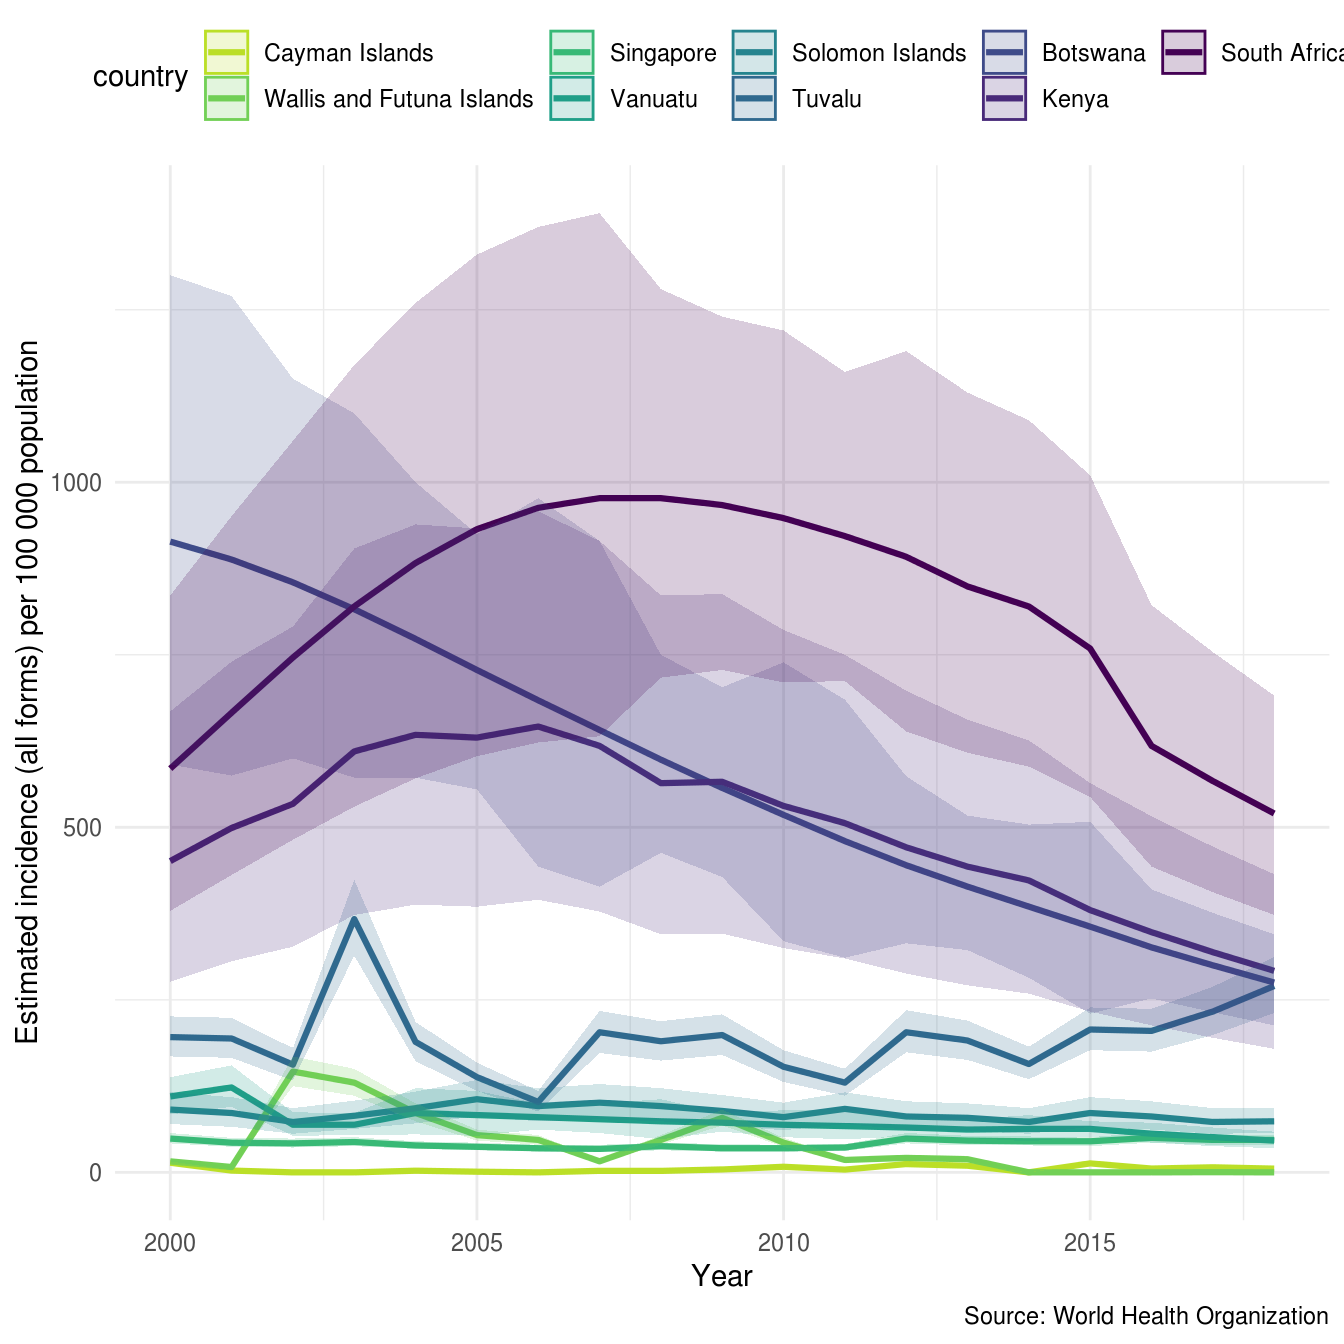 country
Cayman Islands
Singapore
Solomon Islands
Botswana
South Afric
Wallis and Futuna Islands
Vanuatu
Tuvalu
Kenya
Estimated incidence (all forms) per 100 000 population
1000
500
0
2000
2005
2010
2015
Year
Source: World Health Organization